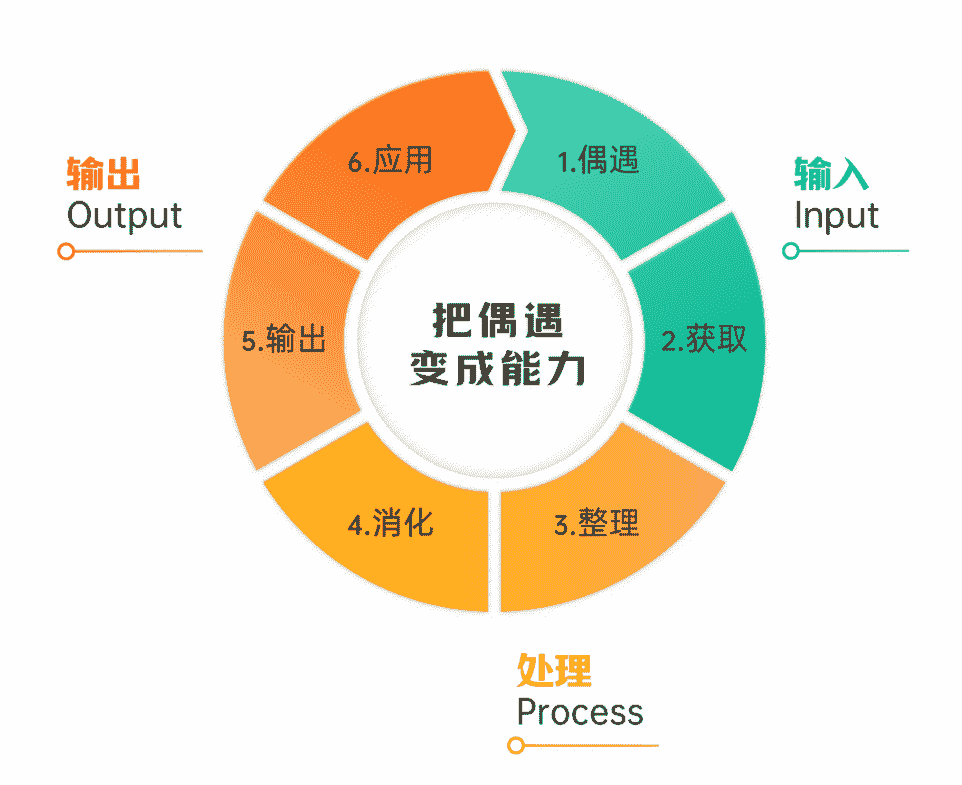 6.应用
1.偶遇
输出
Output
输入
Input
把偶遇
变成能力
5.输出
2.获取
4.消化
3.整理
处理
Process